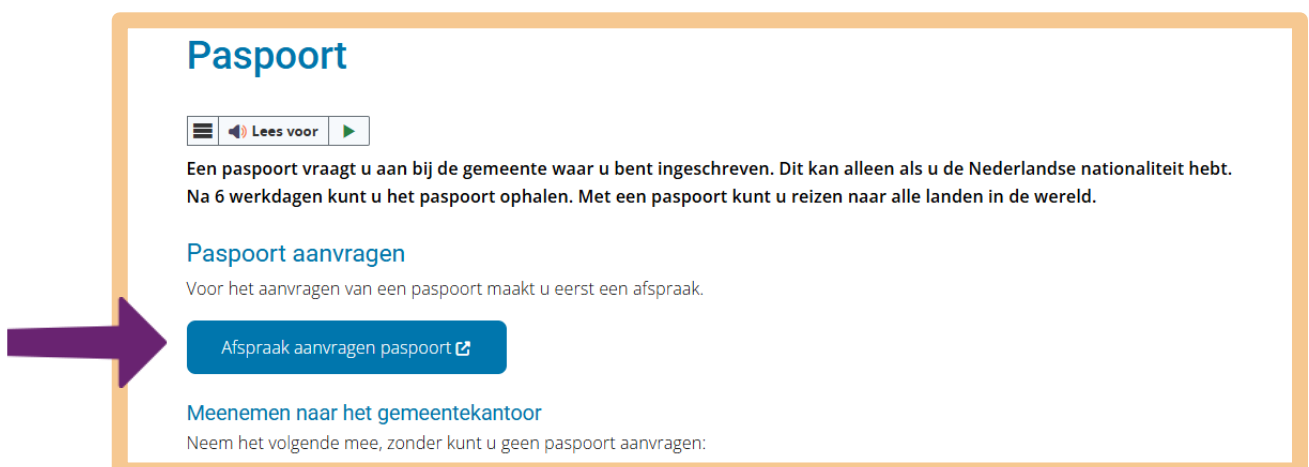 Paspoort
Lees voor
Een paspoort vraagt u aan bij de gemeente waar u bent ingeschreven. Dit kan alleen als u de Nederlandse nationaliteit hebt.
Na 6 werkdagen kunt u het paspoort ophalen. Met een paspoort kunt u reizen naar alle landen in de wereld.
Paspoort aanvragen
Voor het aanvragen van een paspoort maakt u eerst een afspraak.
Afspraak aanvragen paspoort
Meenemen naar het gemeentekantoor
Neem het volgende mee, zonder kunt u geen paspoort aanvragen: